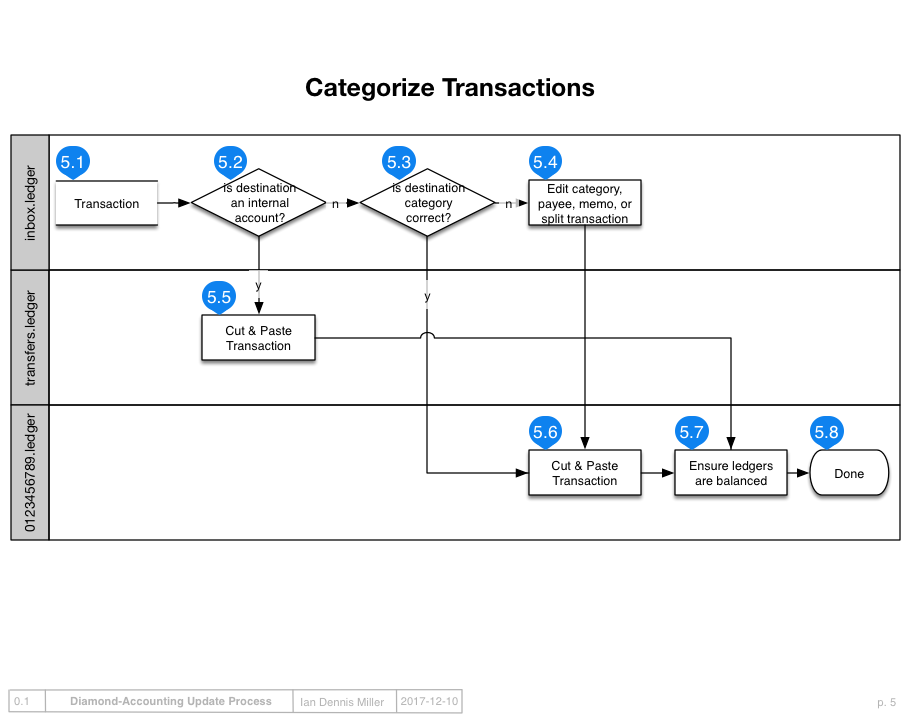 Categorize Transactions
inbox.ledger
5.1
Transaction
5.2
Is destination
an internal
account?
n
5.3
Is destination
category
correct?
n
5.4
Edit category,
payee, memo, or
split transaction
transfers.ledger
y
y
5.5
Cut & Paste
Transaction
0123456789.ledger
5.6
Cut & Paste
Transaction
5.7
Ensure ledgers
are balanced
5.8
Done
0.1
Diamond-Accounting Update Process
Ian Dennis Miller
2017-12-10
p. 5